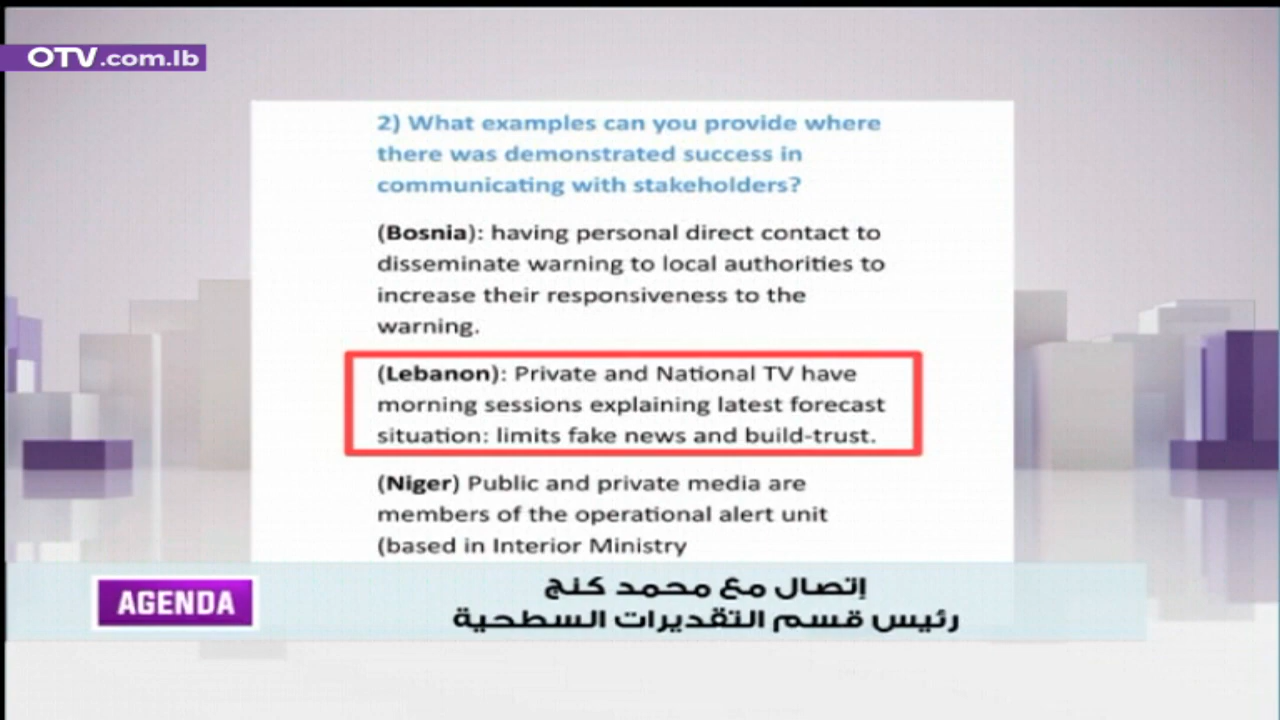 OTV.com.lb
2) What examples can you provide where
there was demonstrated success in
communicating with stakeholders?
(Bosnia): having personal direct contact to
disseminate warning to local authorities to
increase their responsiveness to the
warning.
(Lebanon): Private and National TV have
morning sessions explaining latest forecast
situation: limits fake news and build-trust.
(Niger) Public and private media are
members of the operational alert unit
(based in Interior Ministry
إتصال مع محمد كنج
رئيس قسم التقديرات السطحية
AGENDA